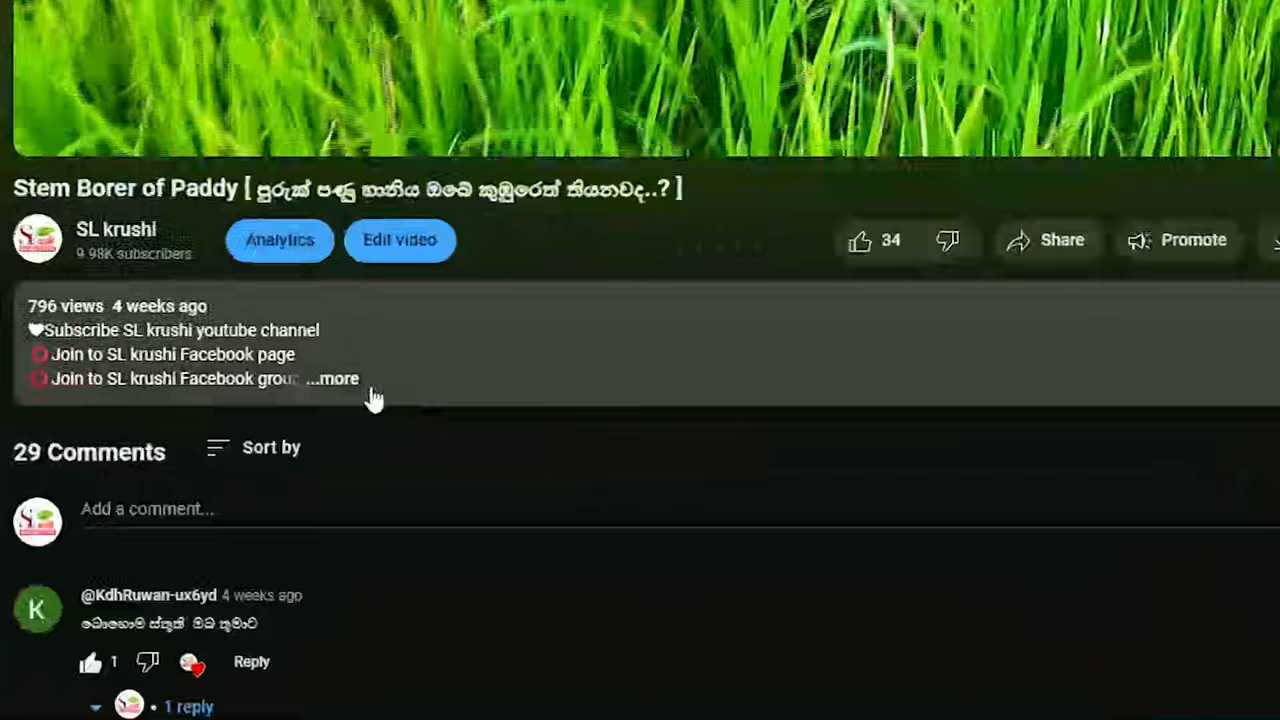 Stem Borer of Paddy [ පුරුක් පණු හානිය ඔබේ කුඹුරෙත් තියනවද..? ]
SL krushi
9.98K subscribers
Analytics
Edit video
34
Share
Promote
796 views 4 weeks ago
Subscribe SL krushi youtube channel
Join to SL krushi Facebook page
Join to SL krushi Facebook grou ...more
29 Comments
Sort by
Add a comment...
K
@KdhRuwan-ux6yd 4 weeks ago
බොහොම ස්තූති ඔබ තුමාට
1
Reply
1 reply